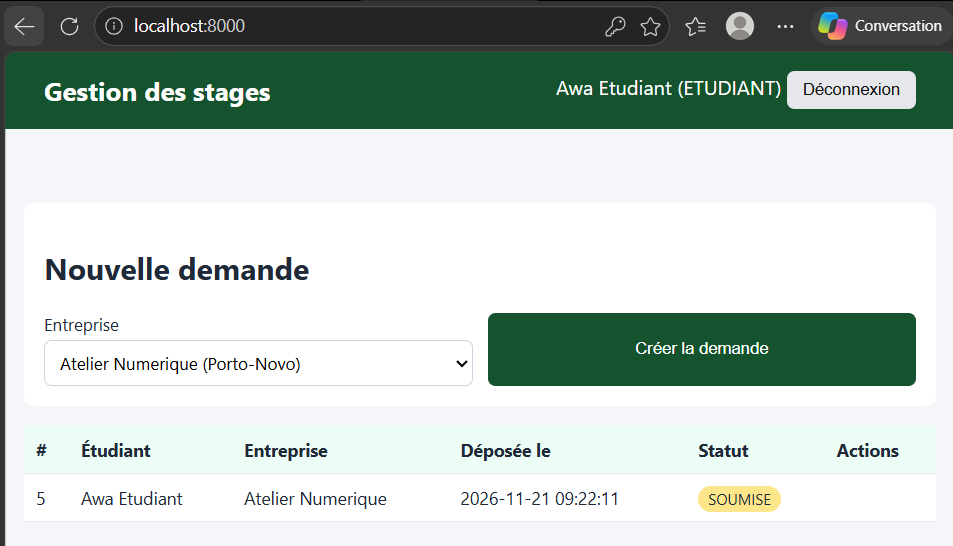 localhost:8000
Conversation
Gestion des stages
Awa Etudiant (ETUDIANT)
Déconnexion
Nouvelle demande
Entreprise
Atelier Numerique (Porto-Novo)
Créer la demande
# Étudiant Entreprise Déposée le Statut Actions
5 Awa Etudiant Atelier Numerique 2026-11-21 09:22:11 SOUMISE